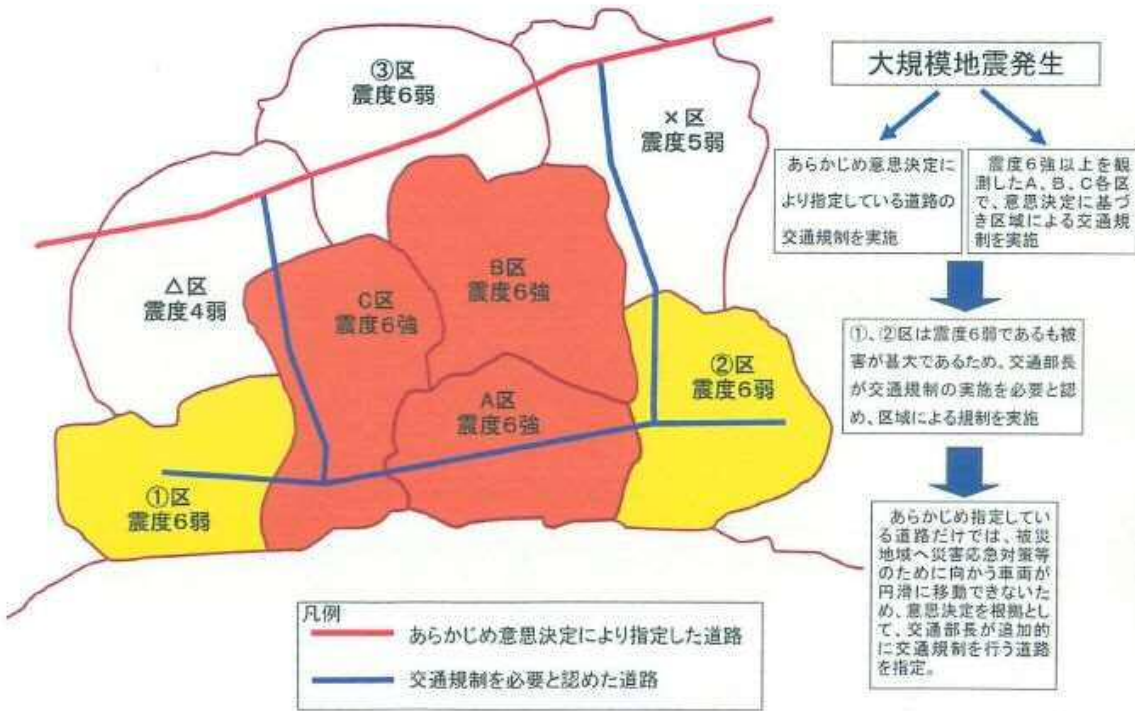 ③区
震度6弱
×区
震度5弱
△区
震度4弱
B区
震度6強
C区
震度6強
②区
震度6弱
A区
震度6強
①区
震度6弱
凡例
あらかじめ意思決定により指定した道路
交通規制を必要と認めた道路
大規模地震発生
あらかじめ意思決定に
より指定している道路の
交通規制を実施
震度6強以上を観
測したA、B、C各区
で、意思決定に基づ
き区域による交通規
制を実施
①、②区は震度6弱であるも被
害が甚大であるため、交通部長
が交通規制の実施を必要と認
め、区域による規制を実施
あらかじめ指定してい
る道路だけでは、被災
地域へ災害応急対策等
のために向かう車両が
円滑に移動できないた
め、意思決定を根拠とし
て、交通部長が追加的
に交通規制を行う道路
を指定。